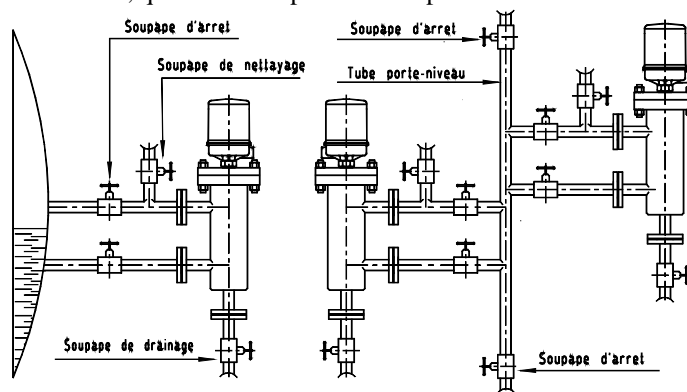 Soupape d'arret
Soupape de nettayage
Soupape d'arret
Tube porte-niveau
Soupape de drainage
Soupape d'arret